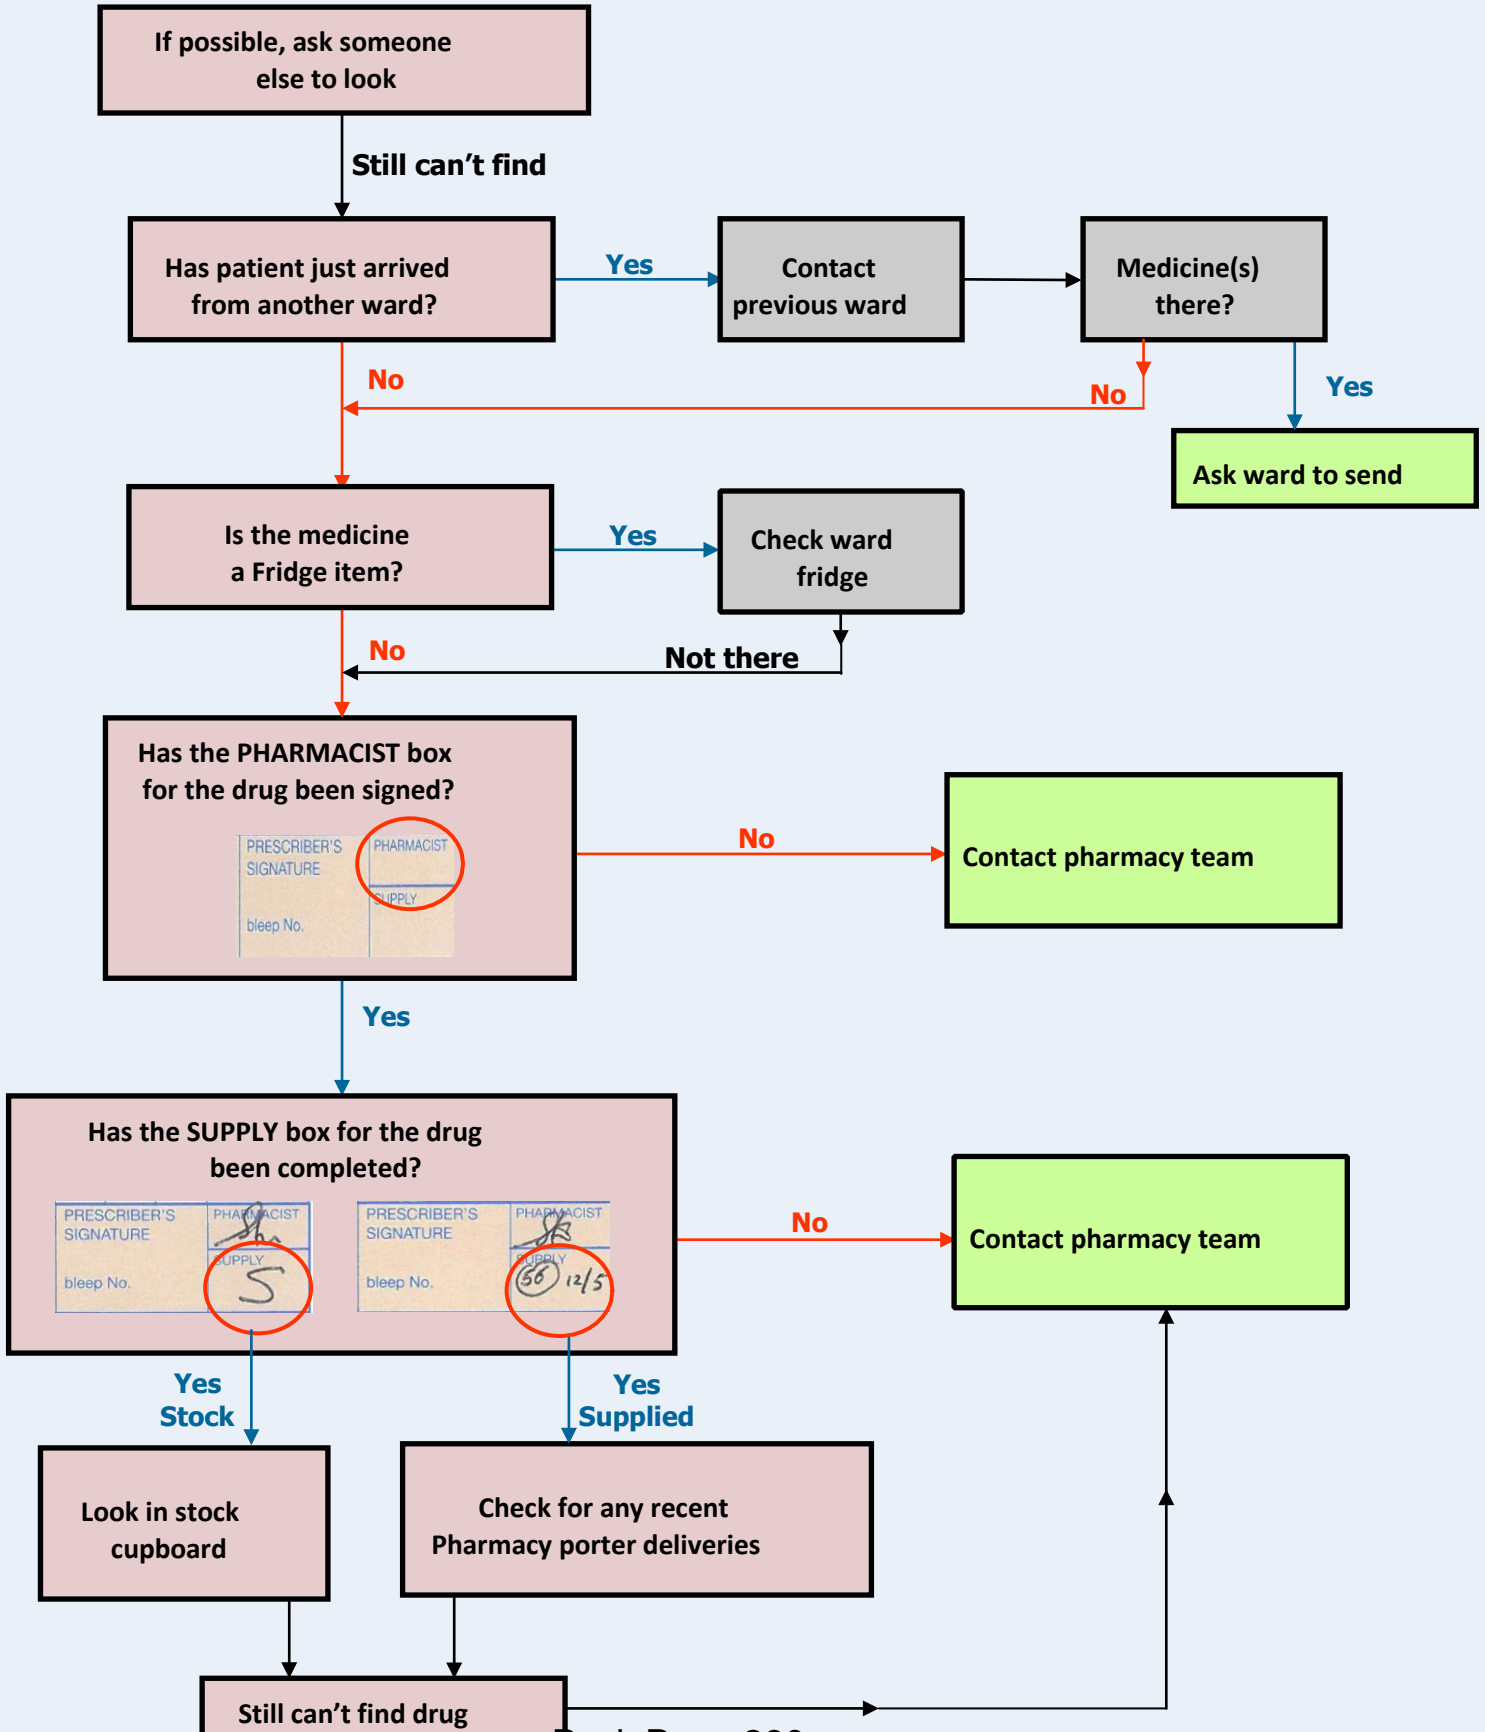 If possible, ask someone
else to look
Still can't find
Has patient just arrived
from another ward?
Yes
Contact
previous ward
Medicine(s)
there?
No
No
Yes
Ask ward to send
Is the medicine
a Fridge item?
Yes
Check ward
fridge
No
Not there
Has the PHARMACIST box
for the drug been signed?
PRESCRIBER'S
SIGNATURE
bleep No.
PHARMACIST
SUPPLY
No
Contact pharmacy team
Yes
Has the SUPPLY box for the drug
been completed?
PRESCRIBER'S
SIGNATURE
bleep No.
PHARMACIST
SUPPLY
S
PRESCRIBER'S
SIGNATURE
bleep No.
PHARMACIST
SUPPLY
56 12/5
No
Contact pharmacy team
Yes
Stock
Yes
Supplied
Look in stock
cupboard
Check for any recent
Pharmacy porter deliveries
Still can't find drug